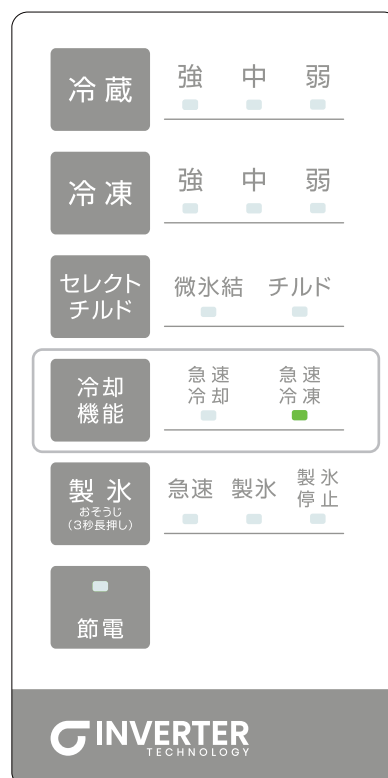 冷蔵
強 中 弱
冷凍
強 中 弱
セレクト
チルド
微氷結 チルド
冷却
機能
急速
冷却
急速
冷凍
製氷
おそうじ
(3秒長押し)
急速 製氷
製氷
停止
節電
INVERTER
TECHNOLOGY